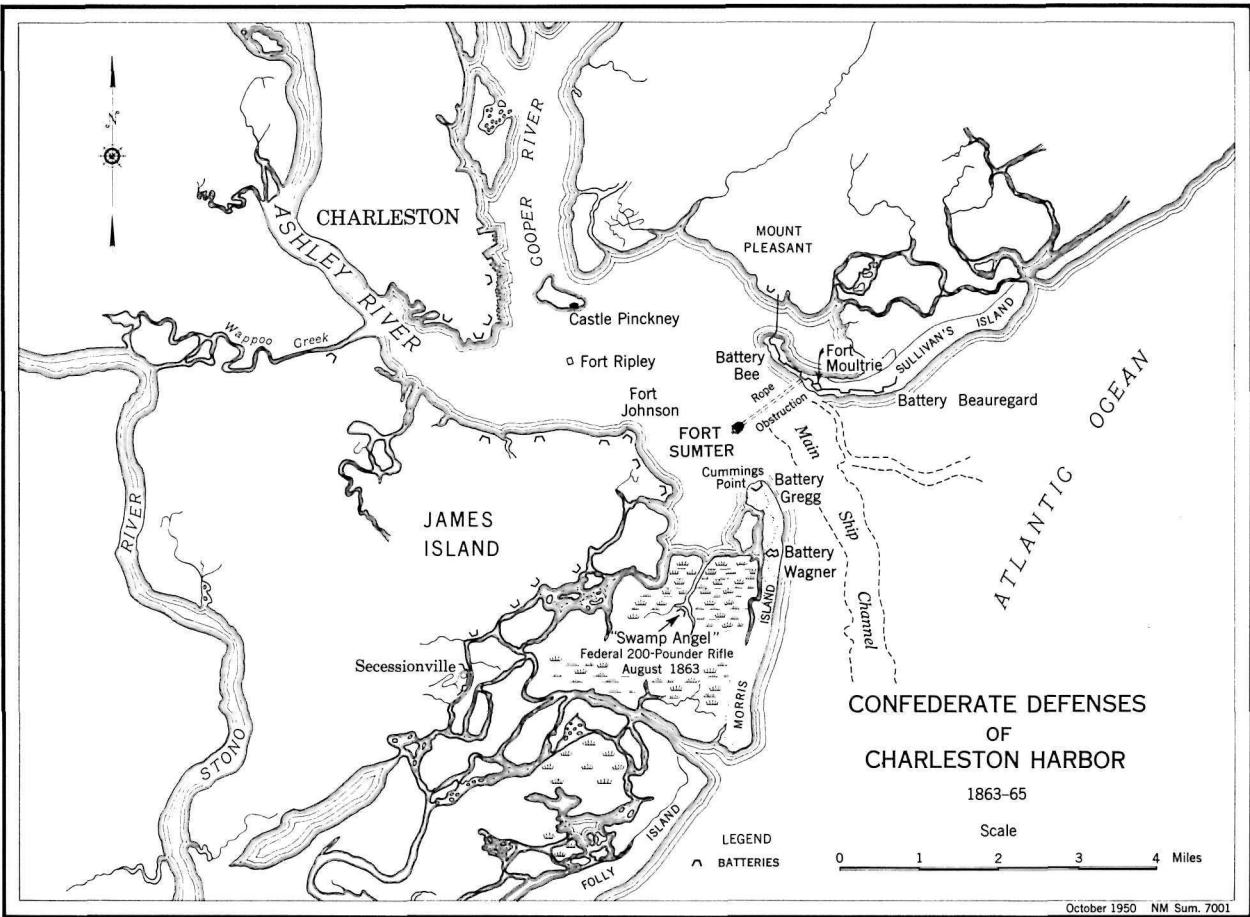 N
CHARLESTON
ASHLEY RIVER
COOPER RIVER
MOUNT
PLEASANT
Castle Pinckney
Fort Ripley
Wappoo Creek
Battery
Bee
Fort
Moultrie
SULLIVAN'S ISLAND
Battery Beauregard
Rope
Obstruction
Fort
Johnson
FORT
SUMTER
Cummings
Point
Battery
Gregg
Main Ship Channel
ATLANTIC OCEAN
JAMES
ISLAND
Battery
Wagner
"Swamp Angel"
Federal 200-Pounder Rifle
August 1863
Secessionville
MORRIS ISLAND
STONO RIVER
FOLLY ISLAND
CONFEDERATE DEFENSES
OF
CHARLESTON HARBOR
1863–65
Scale
0 1 2 3 4 Miles
LEGEND
BATTERIES
October 1950 NM Sum. 7001